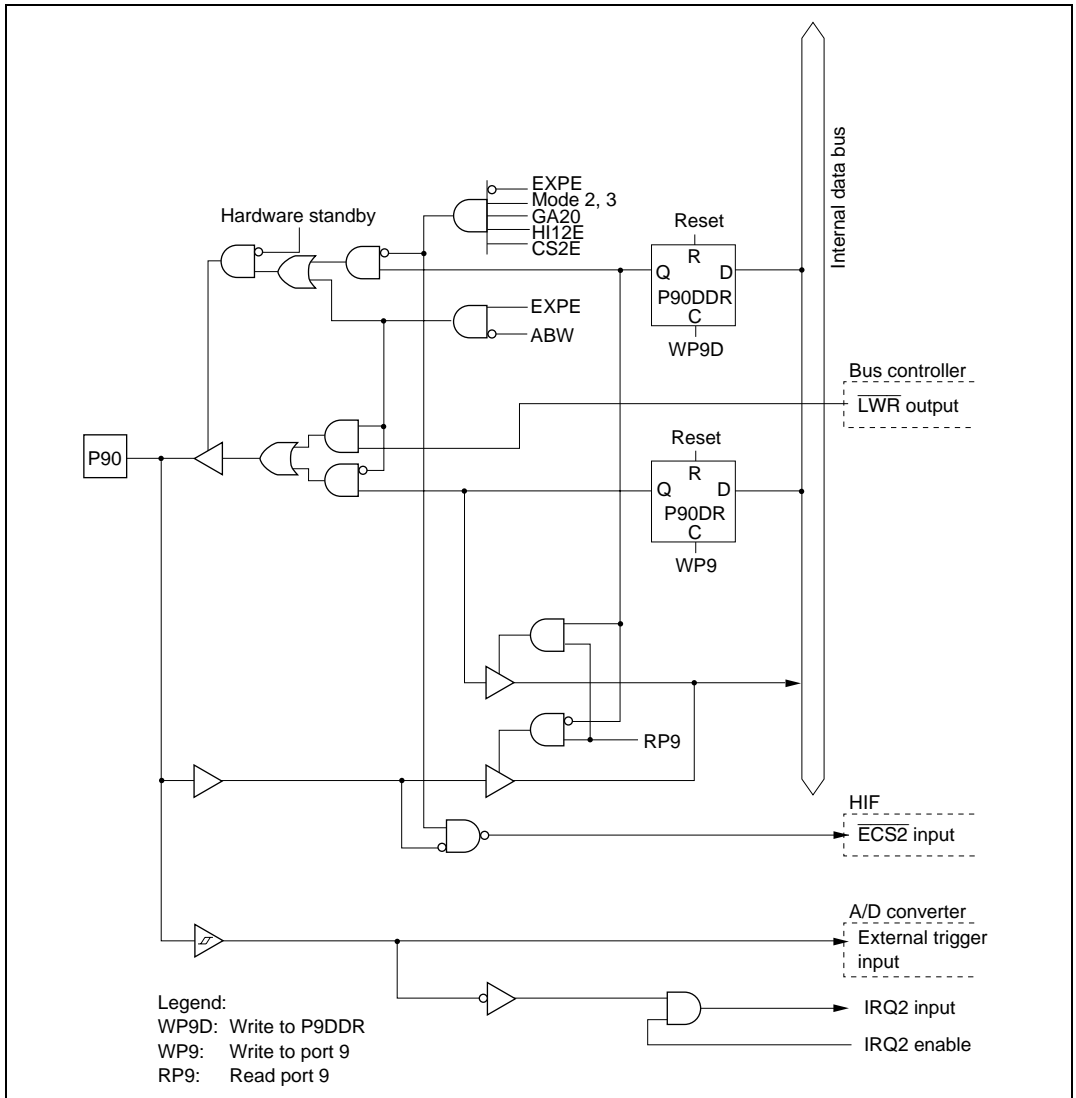 EXPE
Mode 2, 3
GA20
HI12E
CS2E
Hardware standby
Reset
R
Q D
P90DDR
C
WP9D
Internal data bus
EXPE
ABW
Bus controller
L̅W̅R̅ output
P90
Reset
R
Q D
P90DR
C
WP9
RP9
HIF
E̅C̅S̅2̅ input
A/D converter
External trigger
input
IRQ2 input
IRQ2 enable
Legend:
WP9D: Write to P9DDR
WP9: Write to port 9
RP9: Read port 9